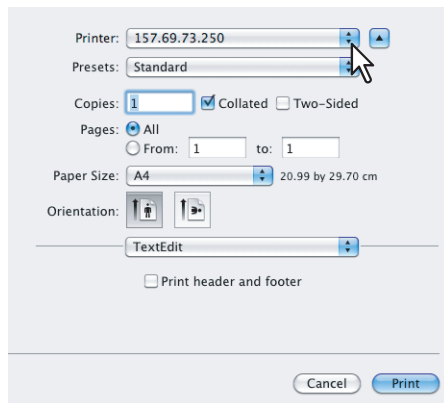 Printer: 157.69.73.250
Presets: Standard
Copies: 1 Collated Two-Sided
Pages: All
From: 1 to: 1
Paper Size: A4 20.99 by 29.70 cm
Orientation:
TextEdit
Print header and footer
Cancel Print